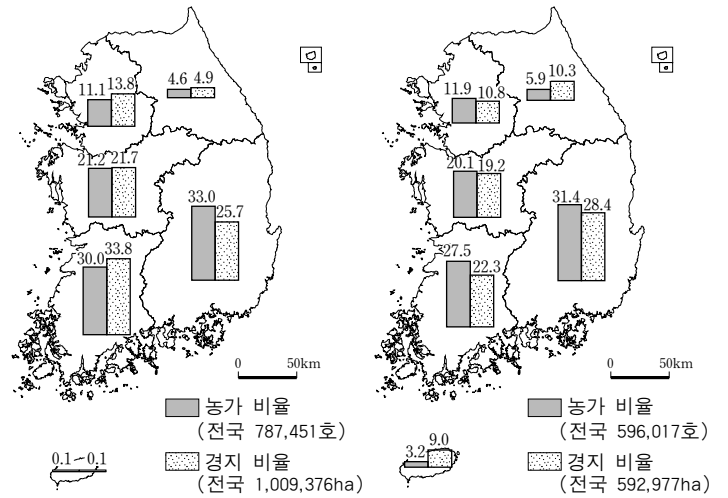 11.1 13.8
4.6 4.9
21.2 21.7
33.0
25.7
30.0 33.8
0 50km
농가 비율
(전국 787,451호)
0.1 0.1
경지 비율
(전국 1,009,376ha)
11.9 10.8
5.9 10.3
20.1 19.2
31.4
28.4
27.5
22.3
0 50km
농가 비율
(전국 596,017호)
3.2 9.0
경지 비율
(전국 592,977ha)